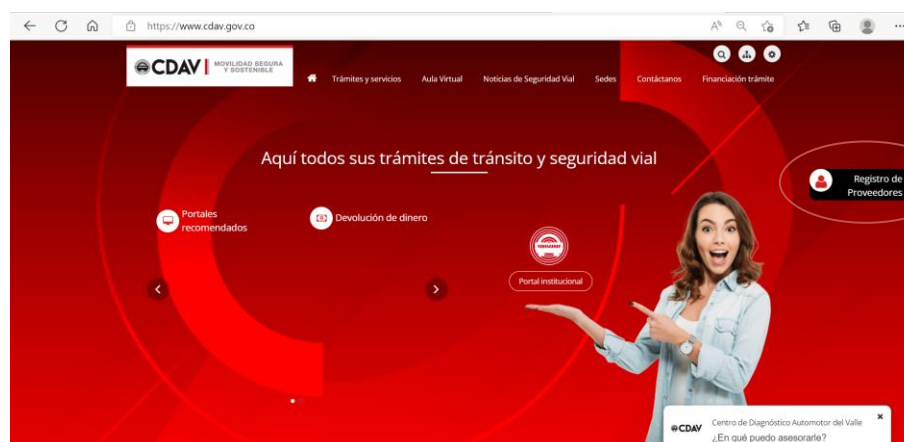 https://www.cdav.gov.co
CDAV MOVILIDAD SEGURA
Y SOSTENIBLE
Trámites y servicios Aula Virtual Noticias de Seguridad Vial Sedes Contáctanos Financiación trámite
Aquí todos sus trámites de tránsito y seguridad vial
Registro de
Proveedores
Portales
recomendados
Devolución de dinero
Portal institucional
CDAV Centro de Diagnóstico Automotor del Valle
¿En qué puedo asesorarle?